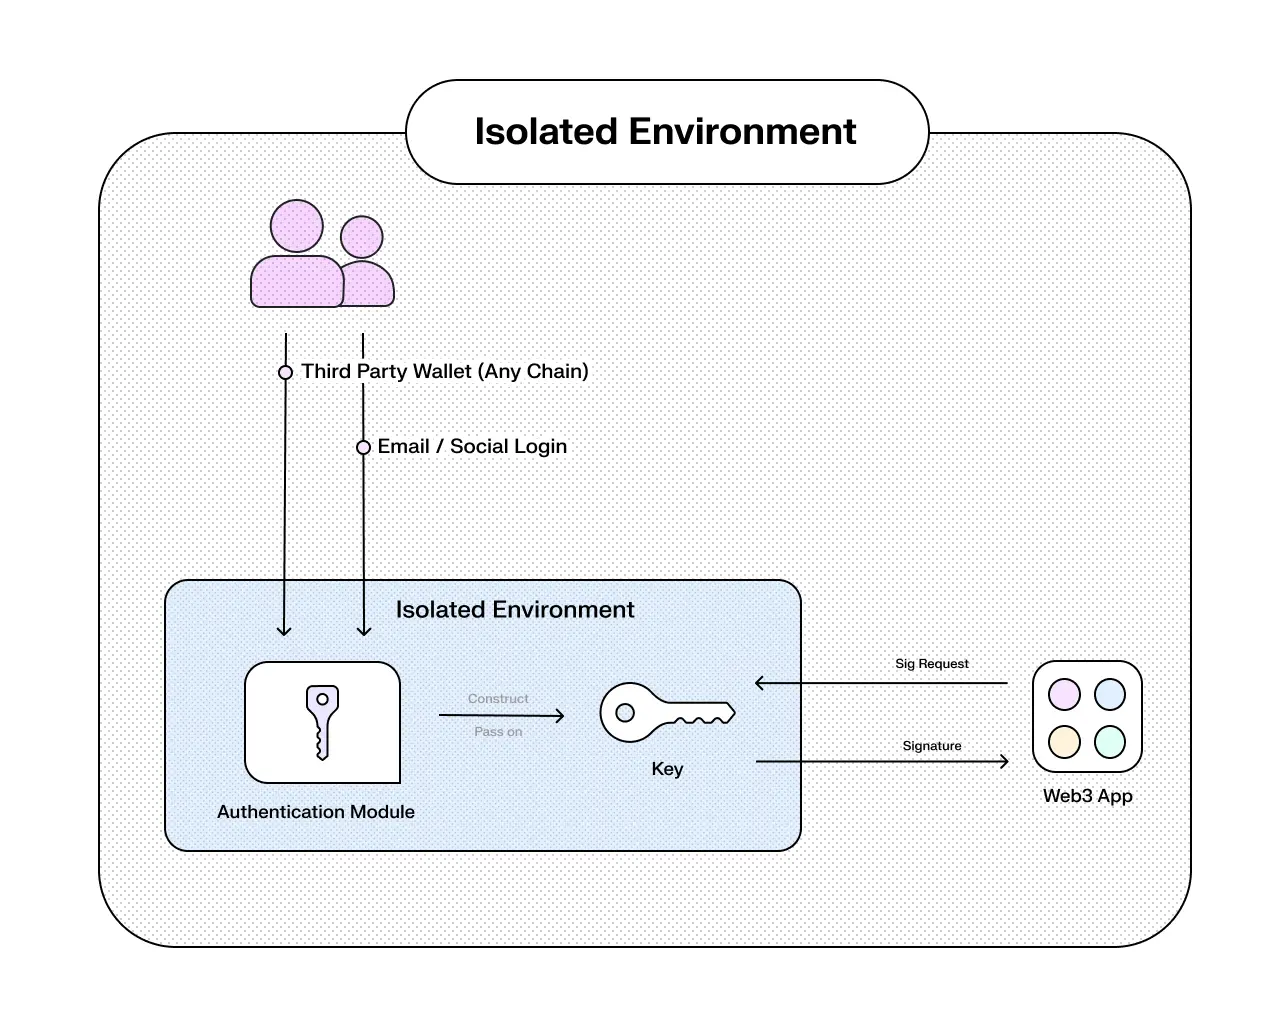 Isolated Environment
Third Party Wallet (Any Chain)
Email / Social Login
Isolated Environment
Construct
Pass on
Authentication Module
Key
Sig Request
Signature
Web3 App